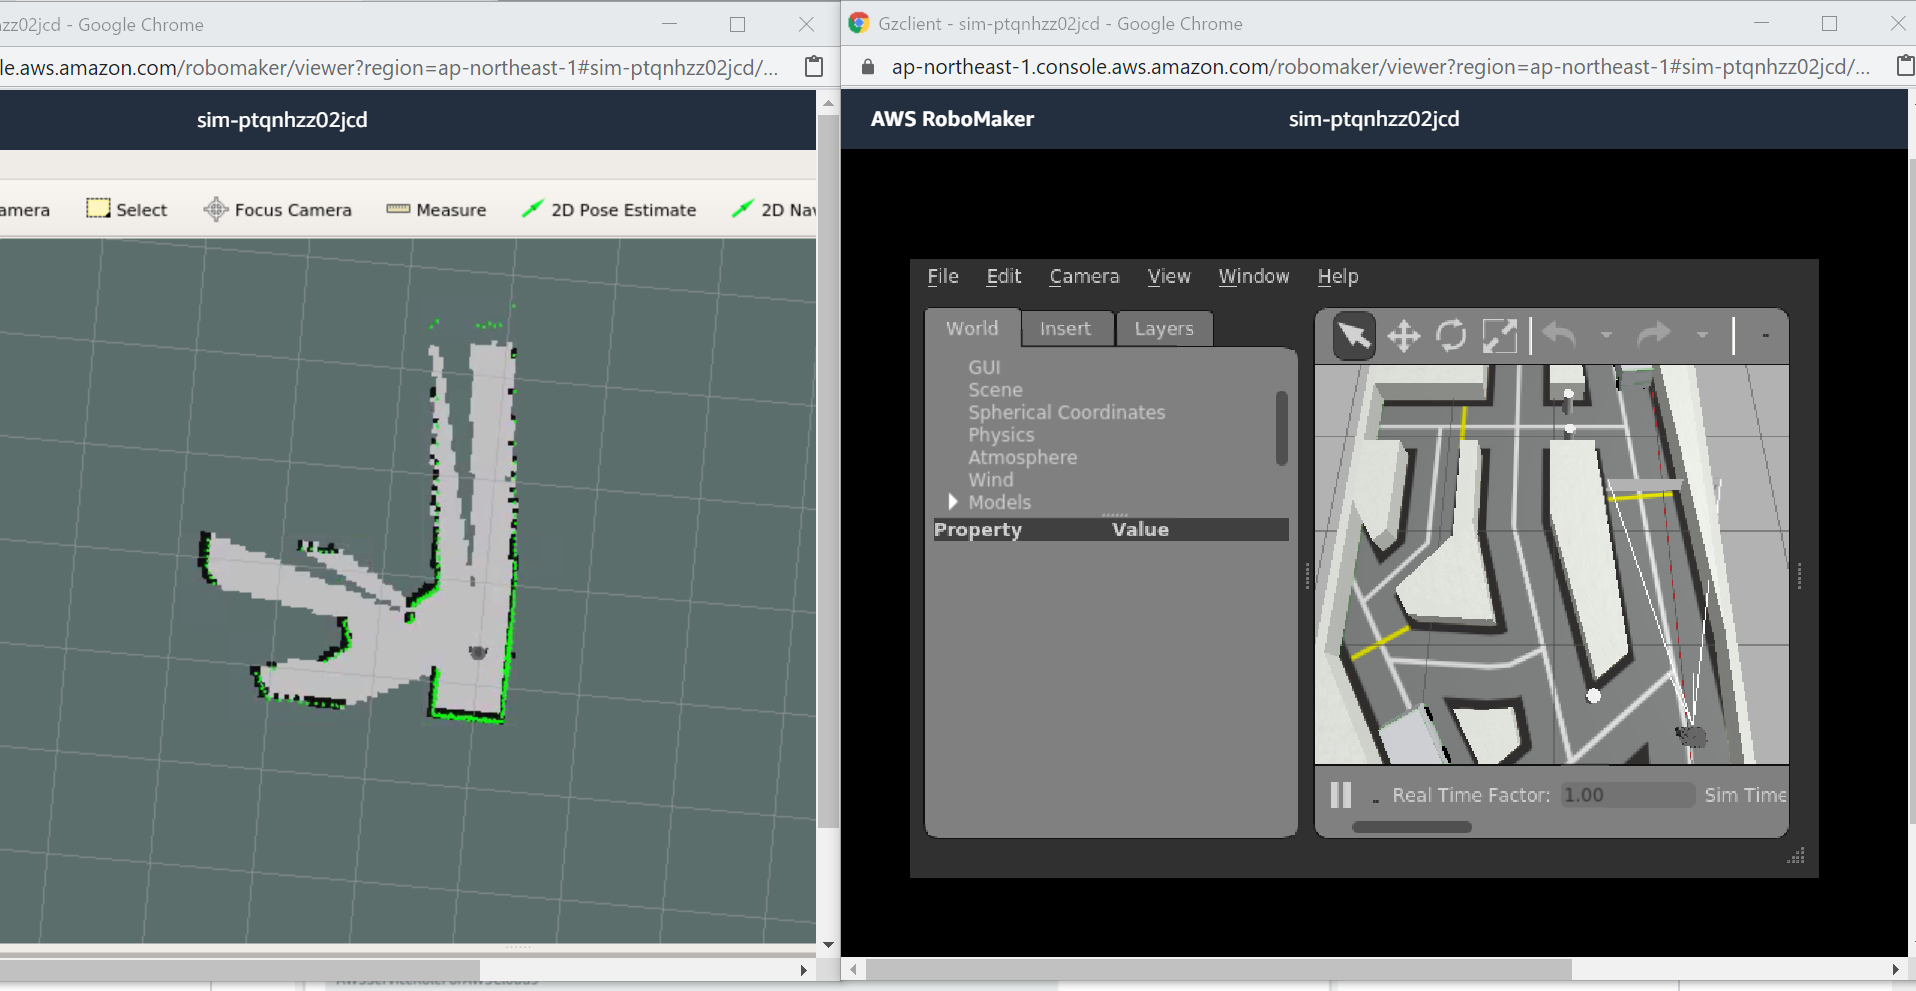 zz02jcd - Google Chrome
le.aws.amazon.com/robomaker/viewer?region=ap-northeast-1#sim-ptqnhzz02jcd/...
sim-ptqnhzz02jcd
amera Select Focus Camera Measure 2D Pose Estimate 2D Nav
Gzclient - sim-ptqnhzz02jcd - Google Chrome
ap-northeast-1.console.aws.amazon.com/robomaker/viewer?region=ap-northeast-1#sim-ptqnhzz02jcd/...
AWS RoboMaker sim-ptqnhzz02jcd
File Edit Camera View Window Help
World Insert Layers
GUI
Scene
Spherical Coordinates
Physics
Atmosphere
Wind
Models
Property Value
Real Time Factor: 1.00 Sim Time